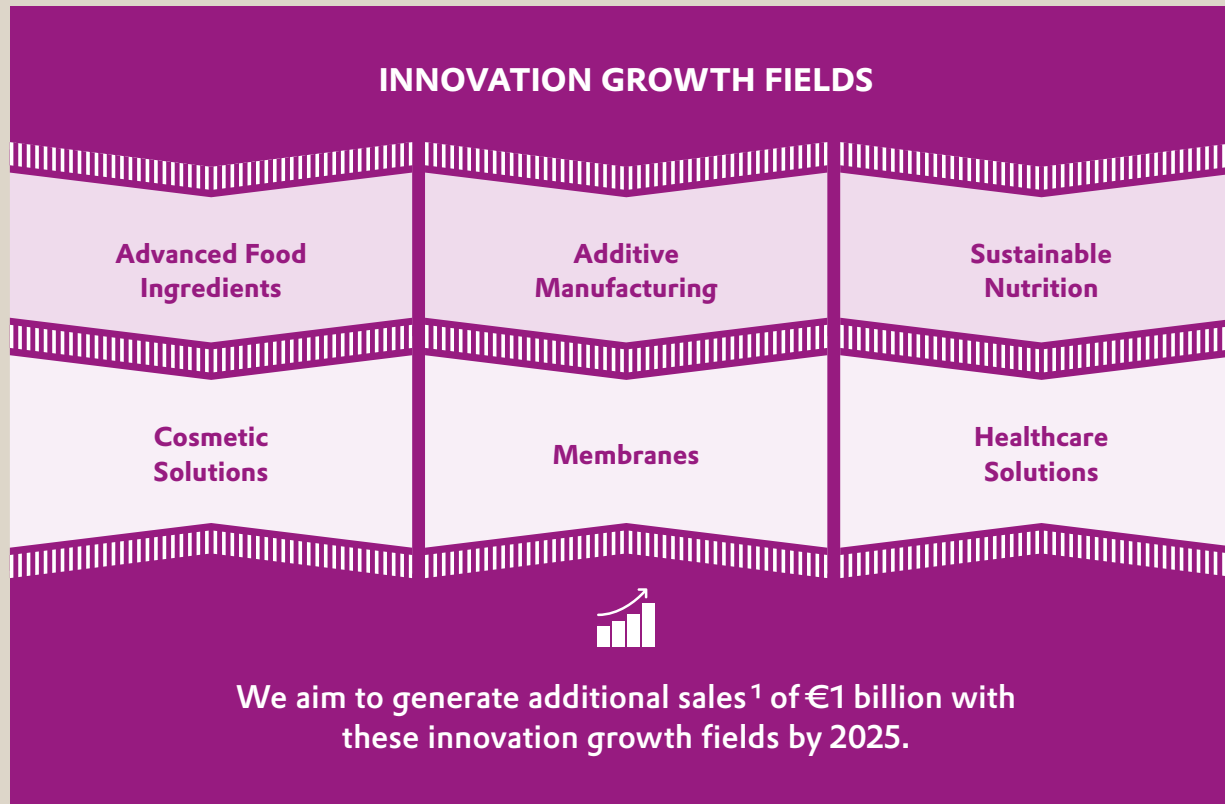 INNOVATION GROWTH FIELDS
Advanced Food
Ingredients
Additive
Manufacturing
Sustainable
Nutrition
Cosmetic
Solutions
Membranes
Healthcare
Solutions
We aim to generate additional sales¹ of €1 billion with
these innovation growth fields by 2025.